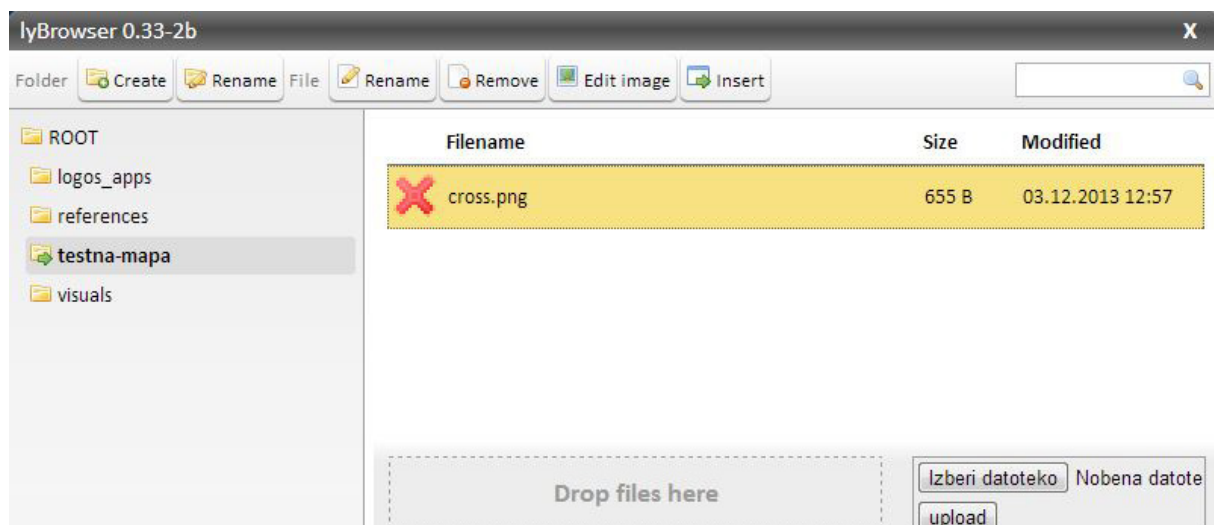 lyBrowser 0.33-2b X
Folder Create Rename File Rename Remove Edit image Insert
ROOT
logos_apps
references
testna-mapa
visuals
Filename Size Modified
cross.png 655 B 03.12.2013 12:57
Drop files here
Izberi datoteko Nobena datote
upload